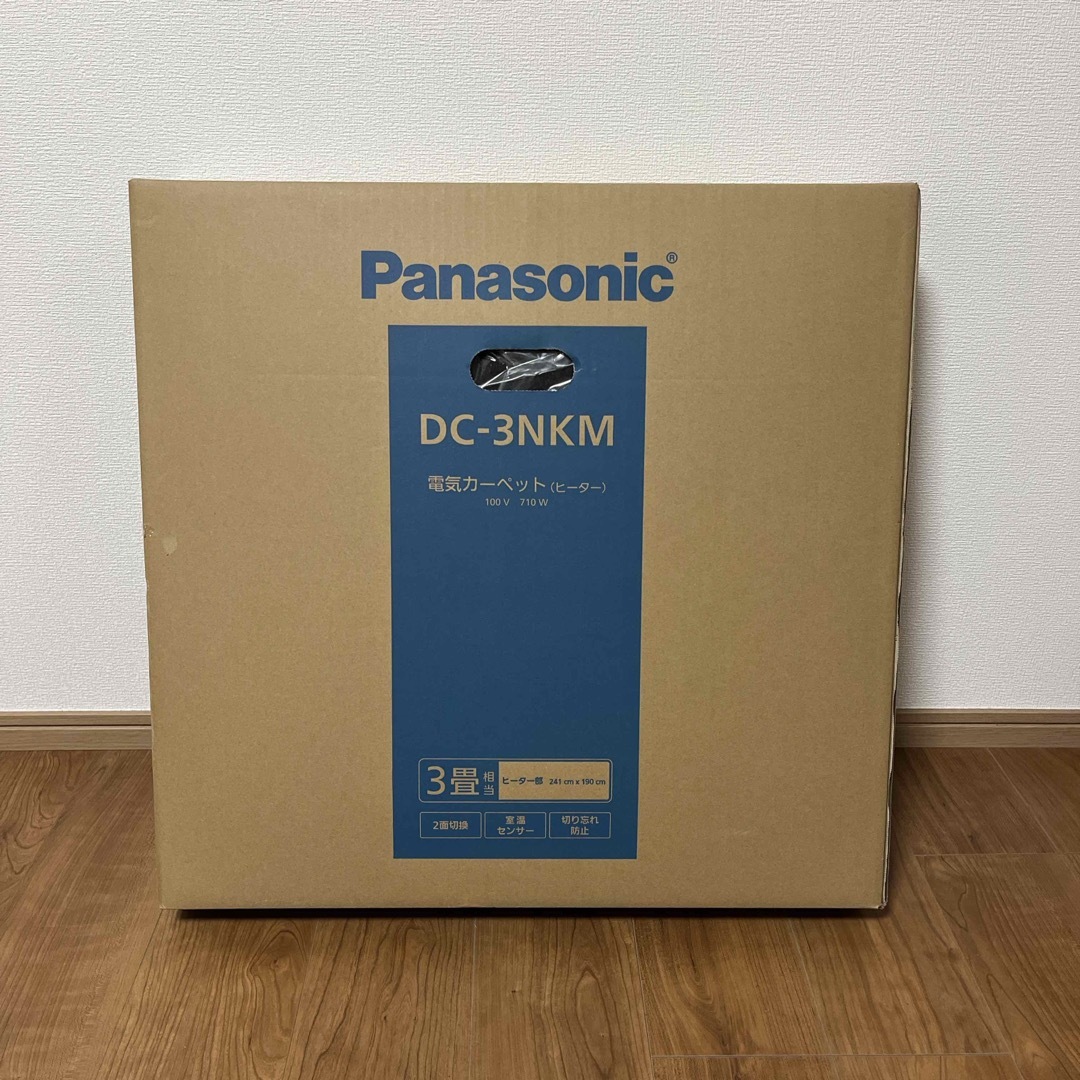 Panasonic®
DC-3NKM
電気カーペット(ヒーター)
100 V 710 W
3畳相当 ヒーター部 241 cm x 190 cm
2面切換 室温センサー 切り忘れ防止